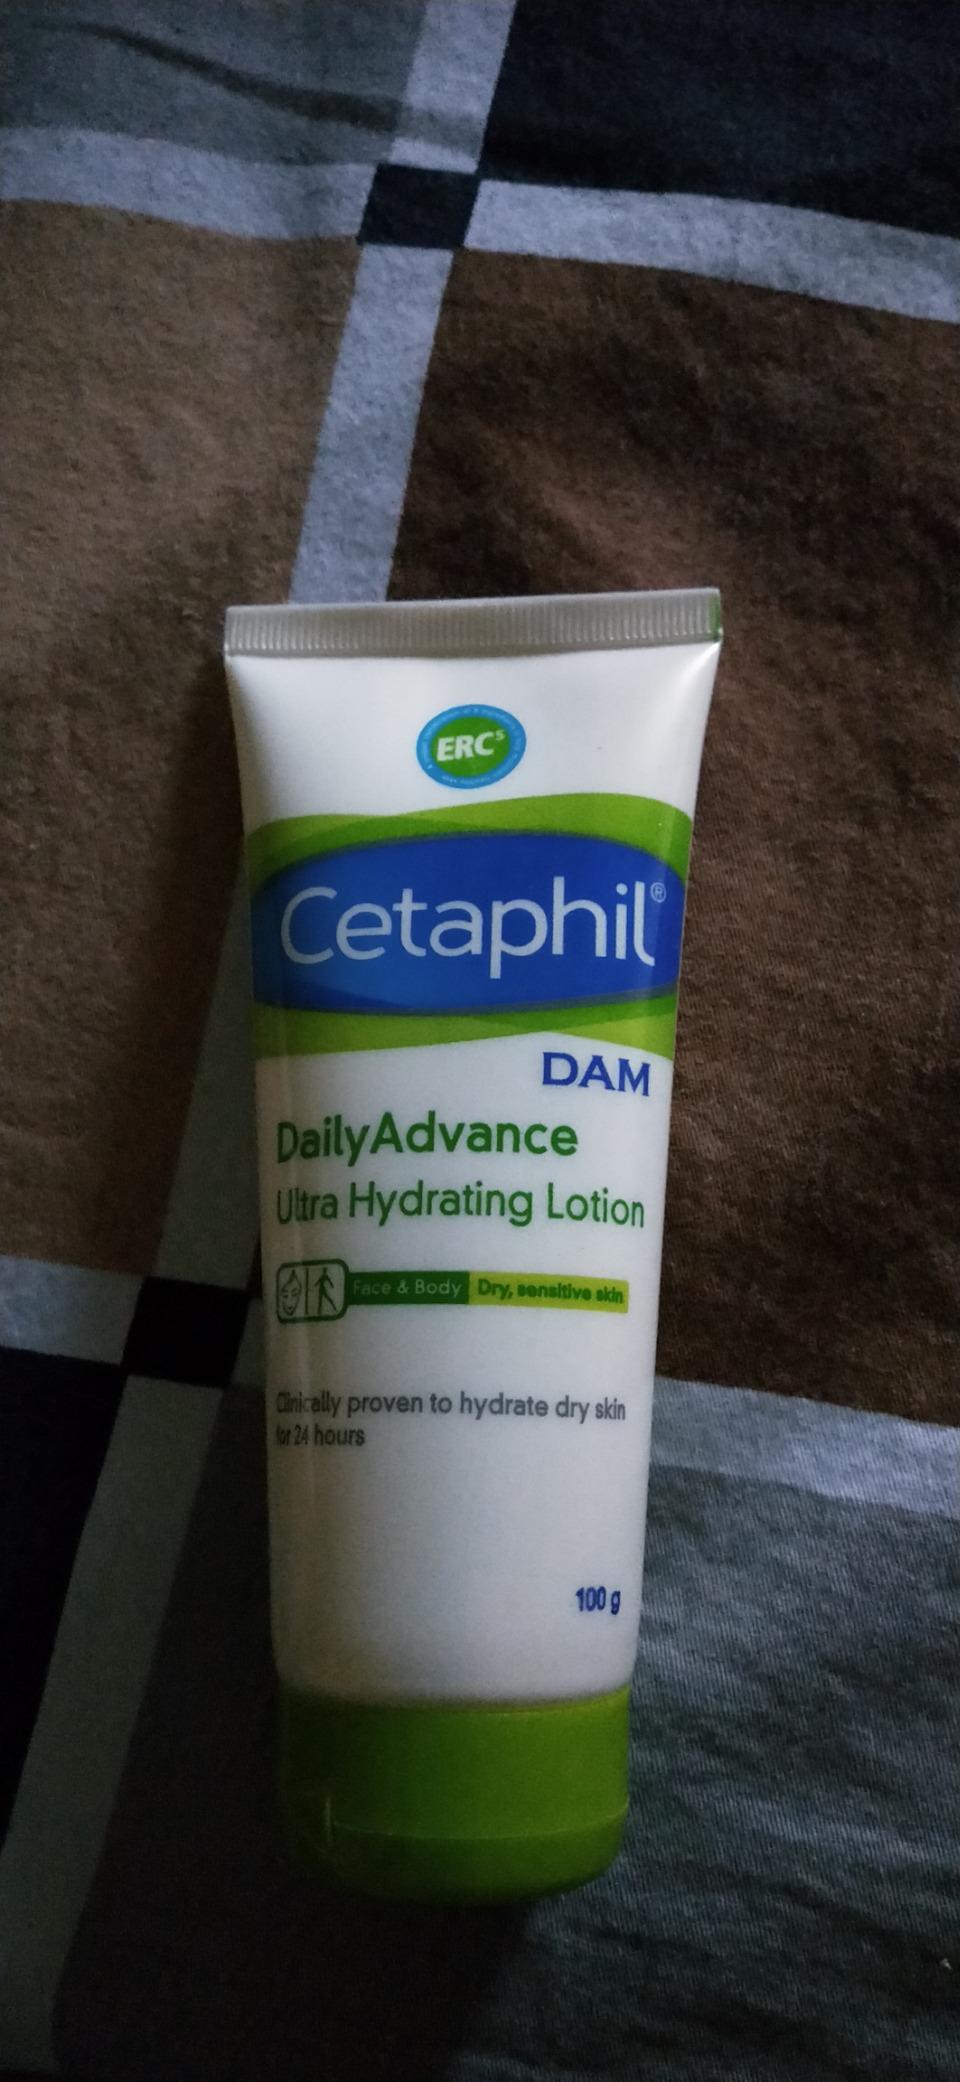 ERC⁵
Cetaphil®
DAM
DailyAdvance
Ultra Hydrating Lotion
Face & Body Dry, sensitive skin
Clinically proven to hydrate dry skin
for 24 hours
100 g